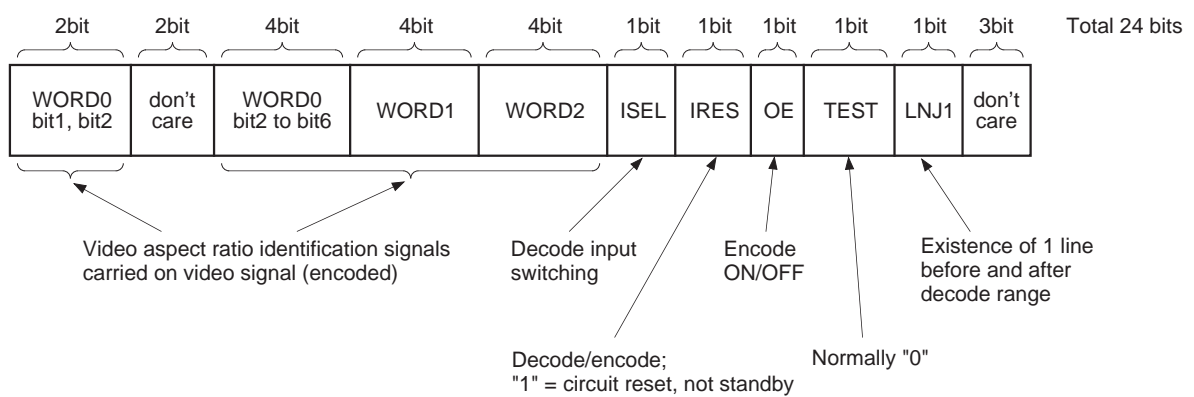 2bit 2bit 4bit 4bit 4bit 1bit 1bit 1bit 1bit 1bit 3bit Total 24 bits
WORD0
bit1, bit2
don't
care
WORD0
bit2 to bit6
WORD1
WORD2
ISEL
IRES
OE
TEST
LNJ1
don't
care
Video aspect ratio identification signals
carried on video signal (encoded)
Decode input
switching
Encode
ON/OFF
Existence of 1 line
before and after
decode range
Decode/encode;
"1" = circuit reset, not standby
Normally "0"